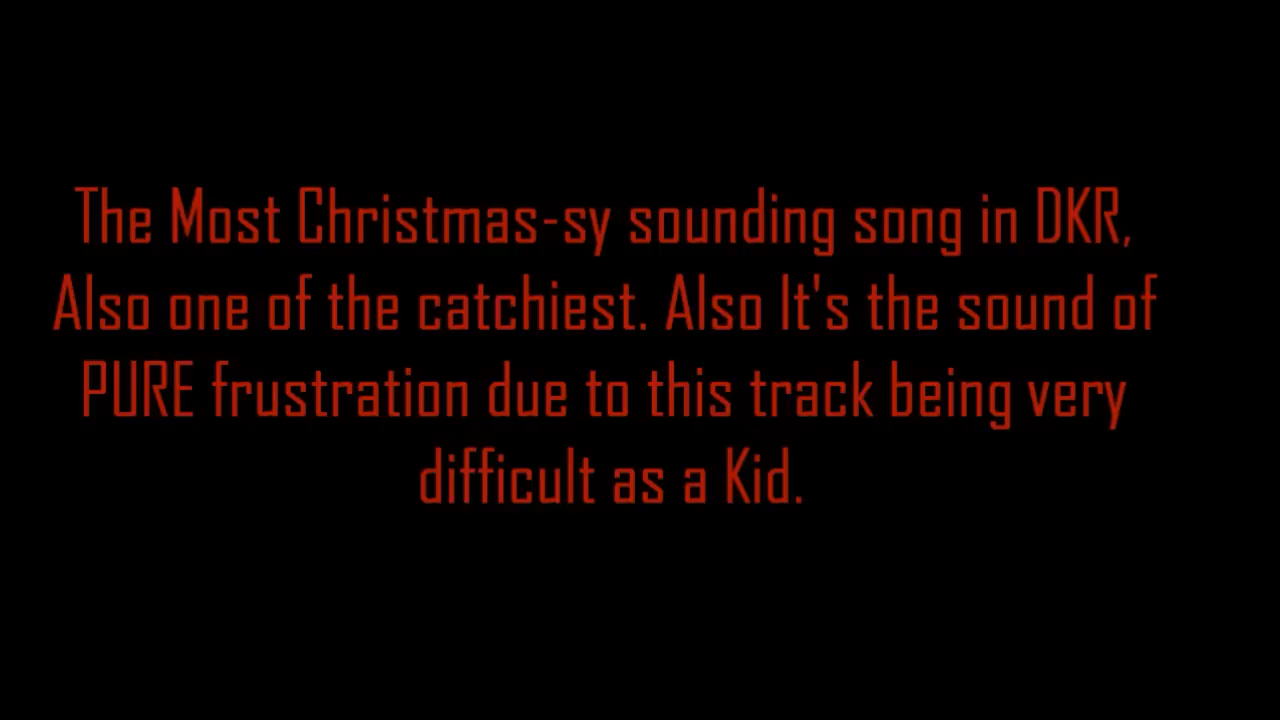 The Most Christmas-sy sounding song in DKR,
Also one of the catchiest. Also It's the sound of
PURE frustration due to this track being very
difficult as a Kid.